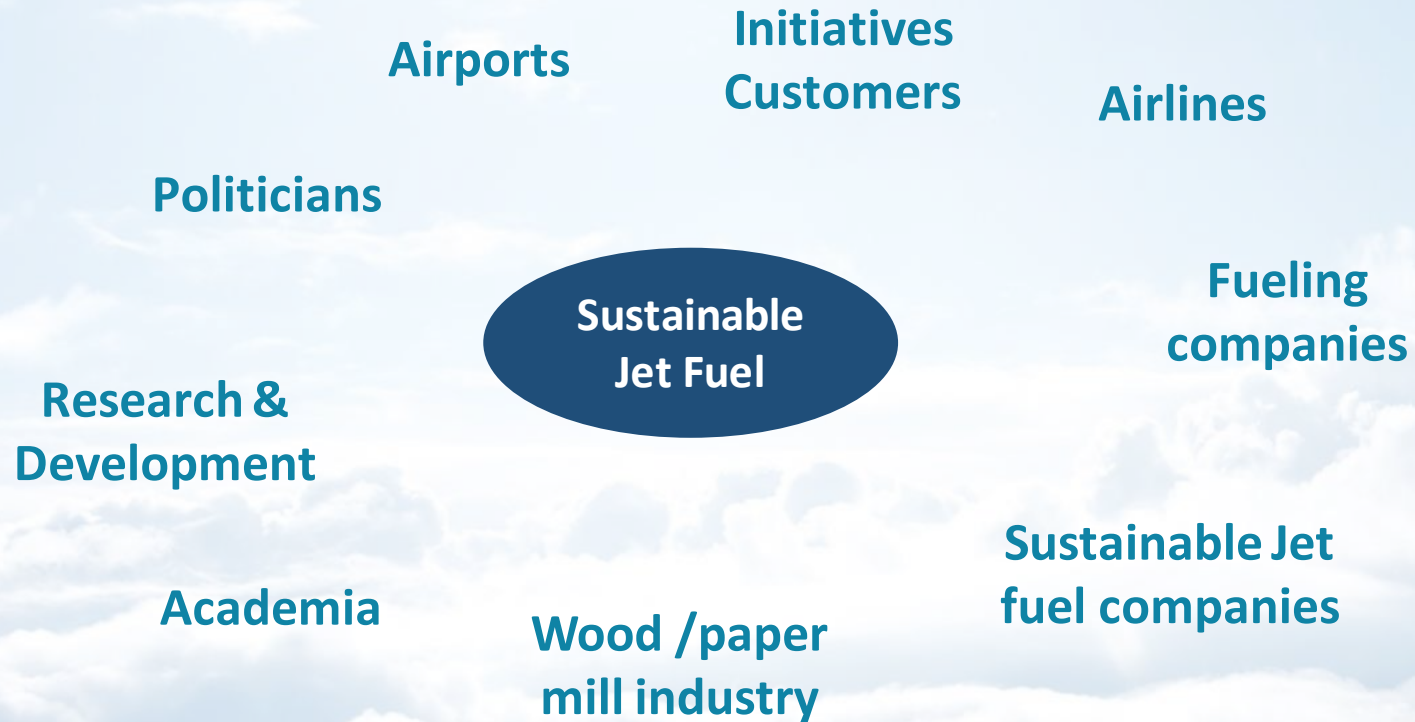 Initiatives
Customers
Airports
Airlines
Politicians
Fueling
companies
Sustainable
Jet Fuel
Research &
Development
Sustainable Jet
fuel companies
Academia
Wood /paper
mill industry